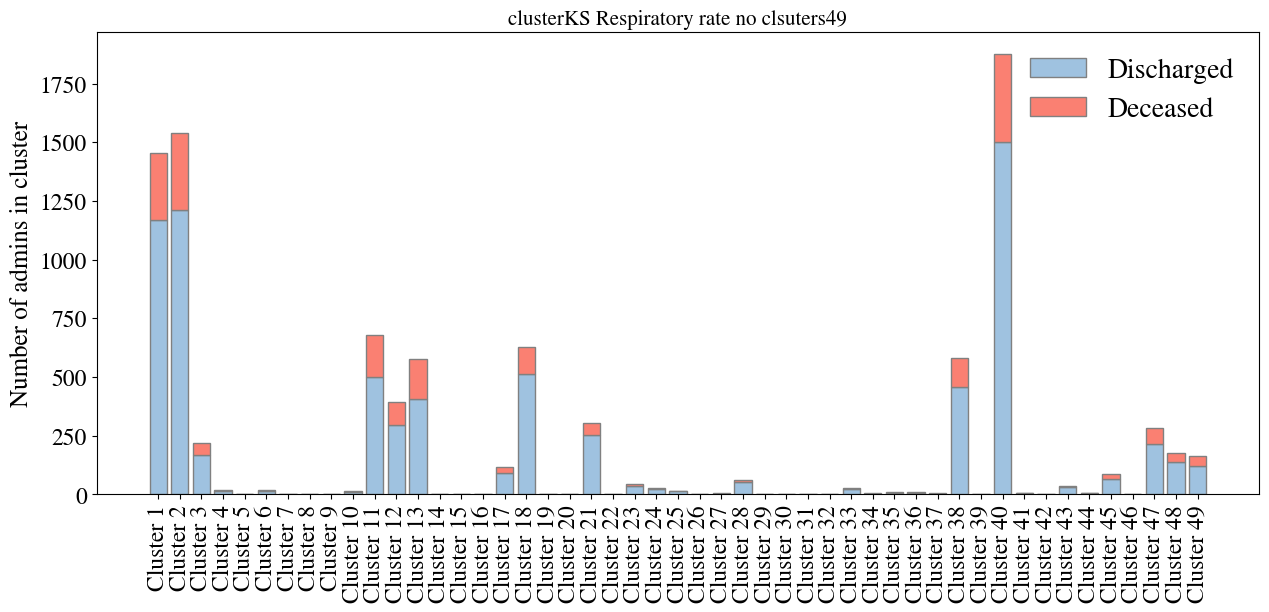 clusterKS Respiratory rate no clsuters49
Number of admins in cluster
1750
1500
1250
1000
750
500
250
0
Discharged
Deceased
Cluster 1
Cluster 2
Cluster 3
Cluster 4
Cluster 5
Cluster 6
Cluster 7
Cluster 8
Cluster 9
Cluster 10
Cluster 11
Cluster 12
Cluster 13
Cluster 14
Cluster 15
Cluster 16
Cluster 17
Cluster 18
Cluster 19
Cluster 20
Cluster 21
Cluster 22
Cluster 23
Cluster 24
Cluster 25
Cluster 26
Cluster 27
Cluster 28
Cluster 29
Cluster 30
Cluster 31
Cluster 32
Cluster 33
Cluster 34
Cluster 35
Cluster 36
Cluster 37
Cluster 38
Cluster 39
Cluster 40
Cluster 41
Cluster 42
Cluster 43
Cluster 44
Cluster 45
Cluster 46
Cluster 47
Cluster 48
Cluster 49